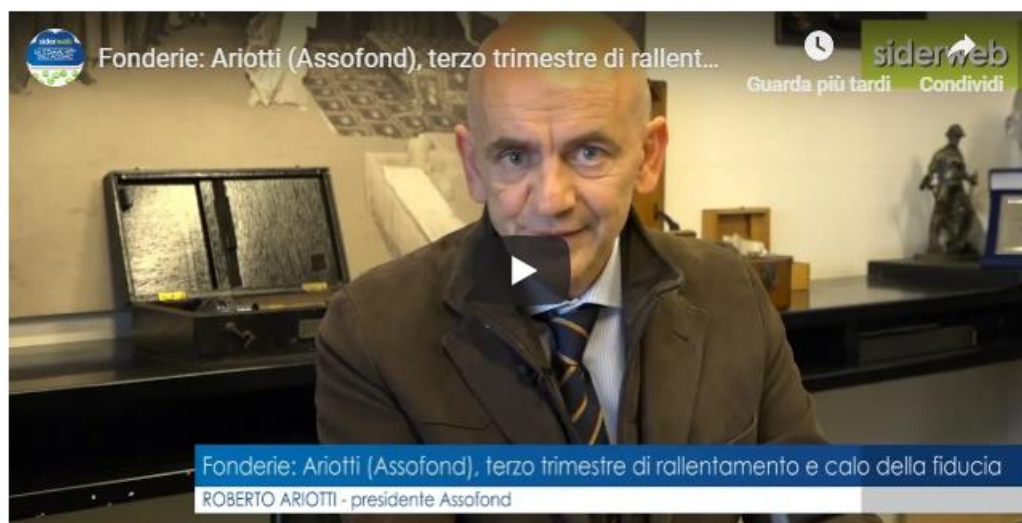 siderweb
Fonderie: Ariotti (Assofond), terzo trimestre di rallent...
siderweb
Guarda più tardi
Condividi
Fonderie: Ariotti (Assofond), terzo trimestre di rallentamento e calo della fiducia
ROBERTO ARIOTTI - presidente Assofond